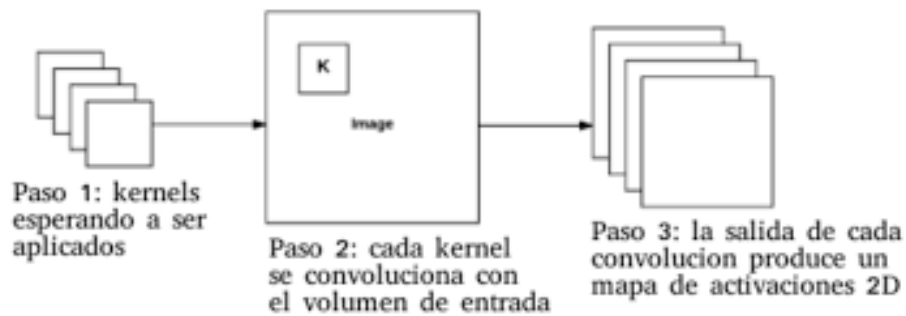 K
Image
Paso 1: kernels
esperando a ser
aplicados
Paso 2: cada kernel
se convoluciona con
el volumen de entrada
Paso 3: la salida de cada
convolucion produce un
mapa de activaciones 2D